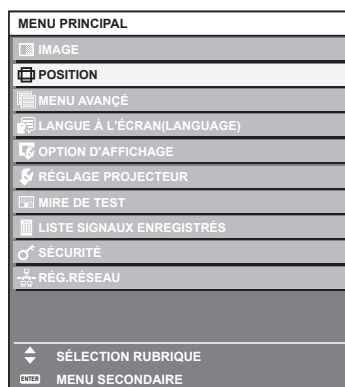 MENU PRINCIPAL
IMAGE
POSITION
MENU AVANÇÉ
LANGUE À L'ÉCRAN(LANGUAGE)
OPTION D'AFFICHAGE
RÉGLAGE PROJECTEUR
MIRE DE TEST
LISTE SIGNAUX ENREGISTRÉS
SÉCURITÉ
RÉG.RÉSEAU
SÉLECTION RUBRIQUE
ENTER MENU SECONDAIRE